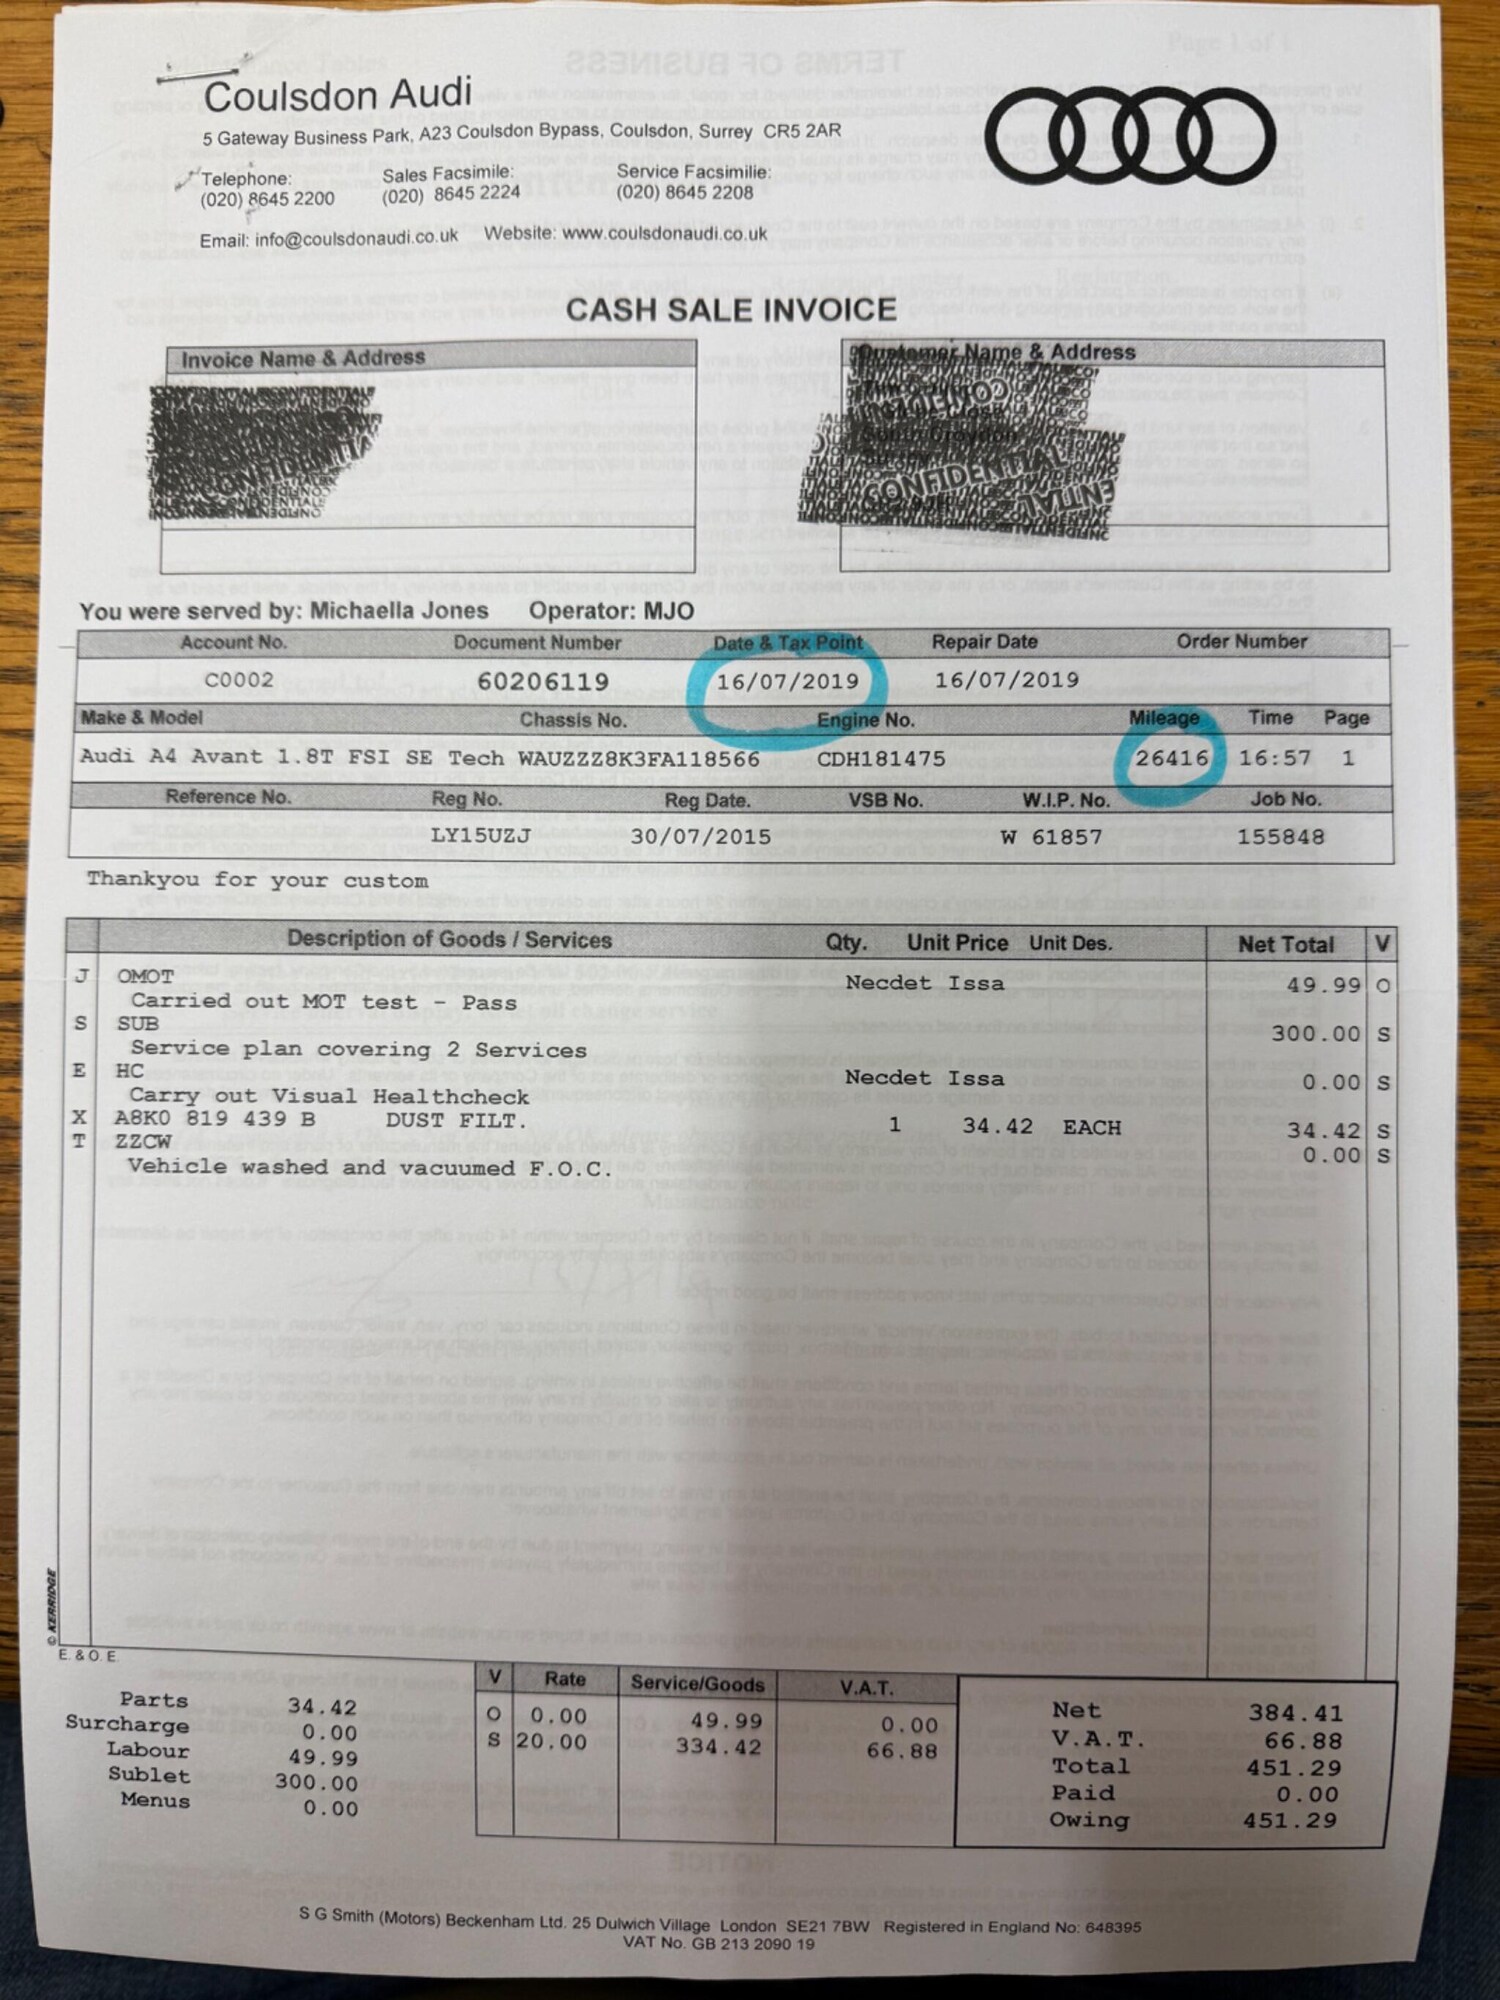 Coulsdon Audi
5 Gateway Business Park, A23 Coulsdon Bypass, Coulsdon, Surrey CR5 2AR
Telephone: Sales Facsimile: Service Facsimilie:
(020) 8645 2200 (020) 8645 2224 (020) 8645 2208
Email: info@coulsdonaudi.co.uk Website: www.coulsdonaudi.co.uk
CASH SALE INVOICE
Invoice Name & Address Customer Name & Address
CONFIDENTIAL CONFIDENTIAL
You were served by: Michaella Jones Operator: MJO
Account No. Document Number Date & Tax Point Repair Date Order Number
C0002 60206119 16/07/2019 16/07/2019
Make & Model Chassis No. Engine No. Mileage Time Page
Audi A4 Avant 1.8T FSI SE Tech WAUZZZ8K3FA118566 CDH181475 26416 16:57 1
Reference No. Reg No. Reg Date. VSB No. W.I.P. No. Job No.
LY15UZJ 30/07/2015 W 61857 155848
Thankyou for your custom
Description of Goods / Services Qty. Unit Price Unit Des. Net Total V
J OMOT Necdet Issa 49.99 O
Carried out MOT test - Pass
S SUB 300.00 S
Service plan covering 2 Services
E HC Necdet Issa 0.00 S
Carry out Visual Healthcheck
X A8K0 819 439 B DUST FILT. 1 34.42 EACH 34.42 S
T ZZCW 0.00 S
Vehicle washed and vacuumed F.O.C.
© KERRIDGE
E. & O. E.
V Rate Service/Goods V.A.T.
Parts 34.42 O 0.00 49.99 0.00 Net 384.41
Surcharge 0.00 S 20.00 334.42 66.88 V.A.T. 66.88
Labour 49.99 Total 451.29
Sublet 300.00 Paid 0.00
Menus 0.00 Owing 451.29
S G Smith (Motors) Beckenham Ltd. 25 Dulwich Village London SE21 7BW Registered in England No: 648395
VAT No. GB 213 2090 19